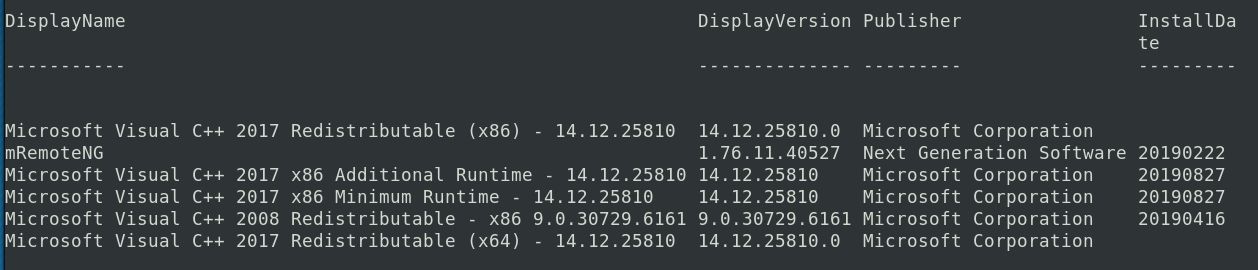 DisplayName DisplayVersion Publisher InstallDa
te
----------- -------------- --------- ---------
Microsoft Visual C++ 2017 Redistributable (x86) - 14.12.25810 14.12.25810.0 Microsoft Corporation
mRemoteNG 1.76.11.40527 Next Generation Software 20190222
Microsoft Visual C++ 2017 x86 Additional Runtime - 14.12.25810 14.12.25810 Microsoft Corporation 20190827
Microsoft Visual C++ 2017 x86 Minimum Runtime - 14.12.25810 14.12.25810 Microsoft Corporation 20190827
Microsoft Visual C++ 2008 Redistributable - x86 9.0.30729.6161 9.0.30729.6161 Microsoft Corporation 20190416
Microsoft Visual C++ 2017 Redistributable (x64) - 14.12.25810 14.12.25810.0 Microsoft Corporation